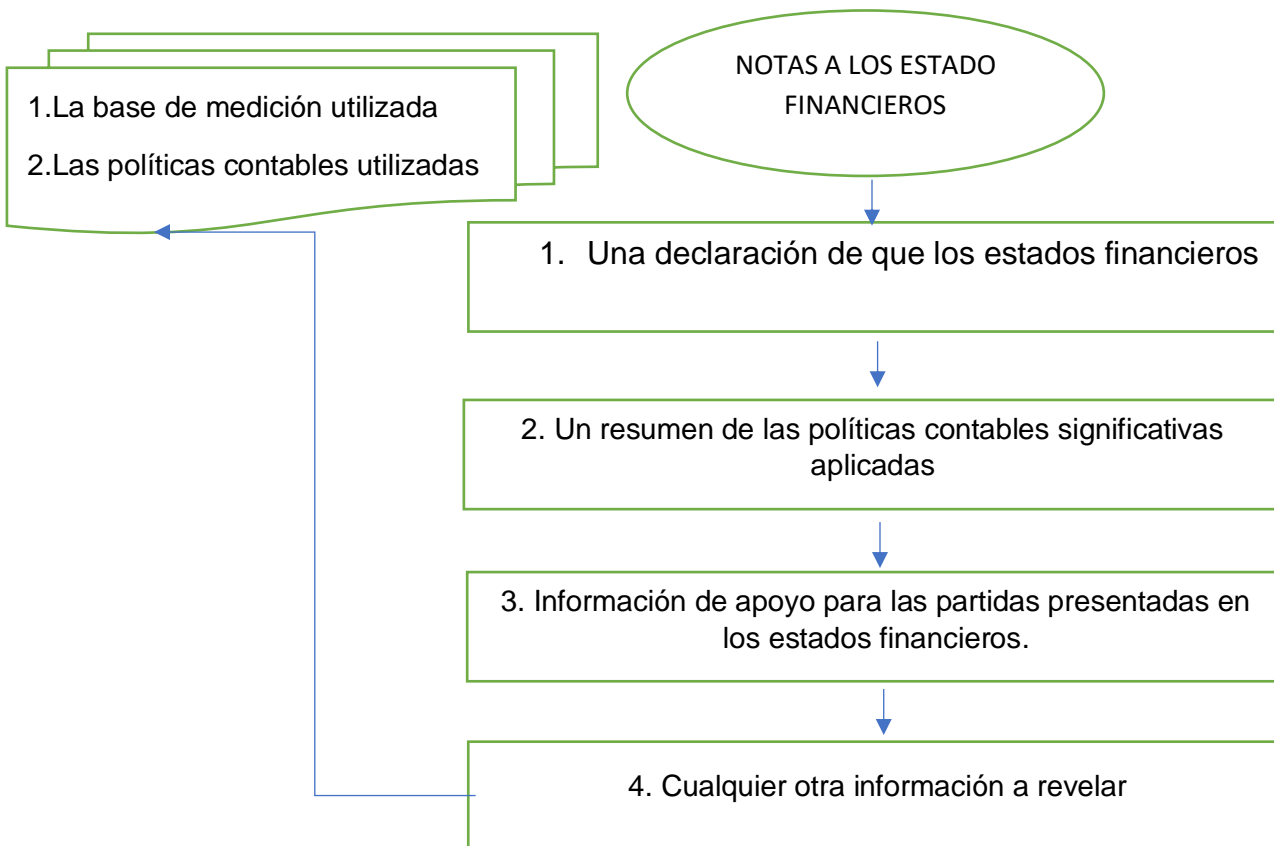 1.La base de medición utilizada
2.Las políticas contables utilizadas
NOTAS A LOS ESTADO
FINANCIEROS
1. Una declaración de que los estados financieros
2. Un resumen de las políticas contables significativas
aplicadas
3. Información de apoyo para las partidas presentadas en
los estados financieros.
4. Cualquier otra información a revelar